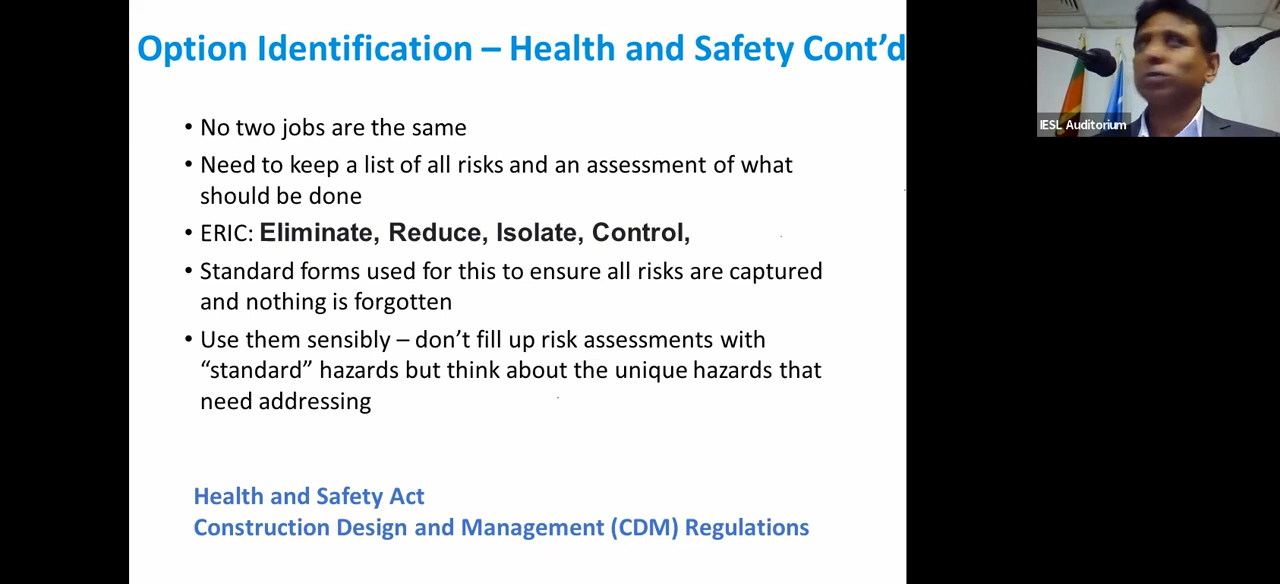 Option Identification – Health and Safety Cont’d
• No two jobs are the same
• Need to keep a list of all risks and an assessment of what
should be done
• ERIC: Eliminate, Reduce, Isolate, Control,
• Standard forms used for this to ensure all risks are captured
and nothing is forgotten
• Use them sensibly – don’t fill up risk assessments with
“standard” hazards but think about the unique hazards that
need addressing
Health and Safety Act
Construction Design and Management (CDM) Regulations
IESL Auditorium